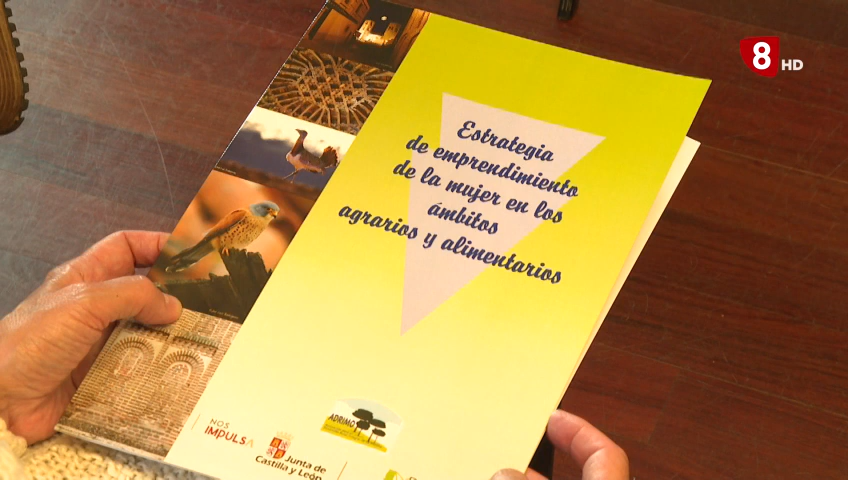 8 HD
Estrategia
de emprendimiento
de la mujer en los
ámbitos
agrarios y alimentarios
ADRIMO
NOS
IMPULSA
Junta de
Castilla y León